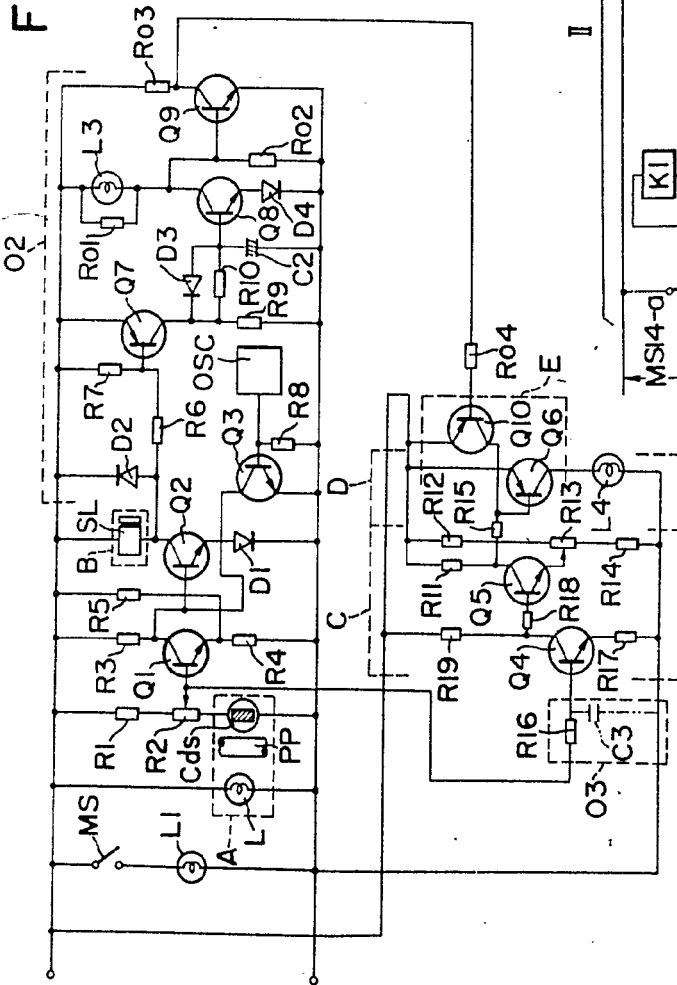 F
O2
MS
L1
L
A
R1
R2
Cds
PP
R3
Q1
R4
R5
B
SL
Q2
D1
D2
R6
R7
Q3
R8
OSC
Q7
D3
R10
R9
C2
RO1
L3
Q8
D4
RO2
Q9
RO3
C
D
E
RO4
Q10
Q6
R15
R12
R11
R13
L4
R14
Q5
R18
R19
Q4
R17
R16
C3
O3
II
MS14-a
K1